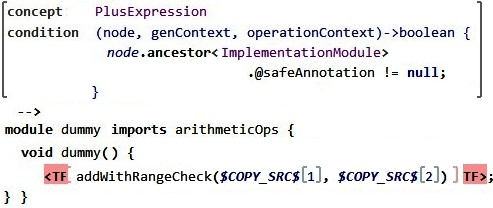 concept PlusExpression
condition (node, genContext, operationContext)->boolean {
node.ancestor<ImplementationModule>
.@safeAnnotation != null;
}
-->
module dummy imports arithmeticOps {
void dummy() {
<TF[ addWithRangeCheck($COPY_SRC$[1], $COPY_SRC$[2]) ]TF>;
} }